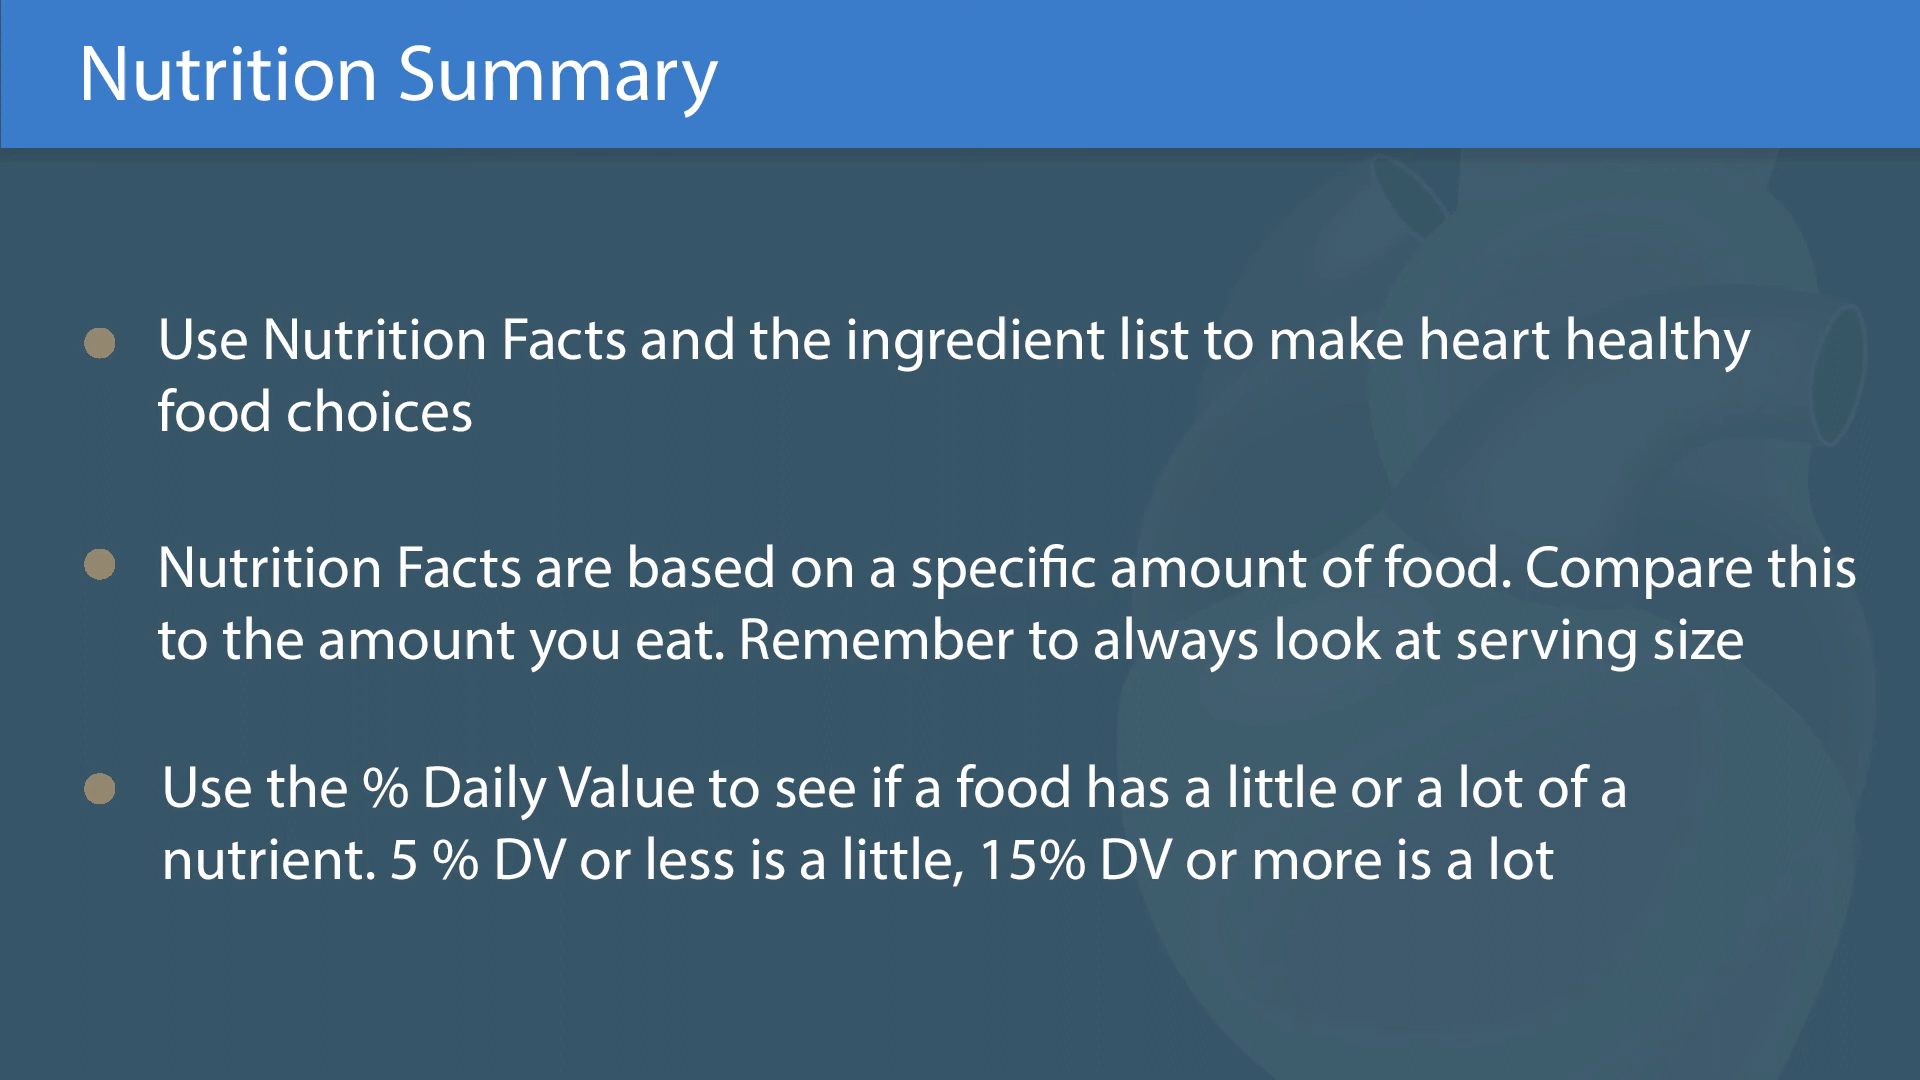 Nutrition Summary
Use Nutrition Facts and the ingredient list to make heart healthy
food choices
Nutrition Facts are based on a specific amount of food. Compare this
to the amount you eat. Remember to always look at serving size
Use the % Daily Value to see if a food has a little or a lot of a
nutrient. 5 % DV or less is a little, 15% DV or more is a lot